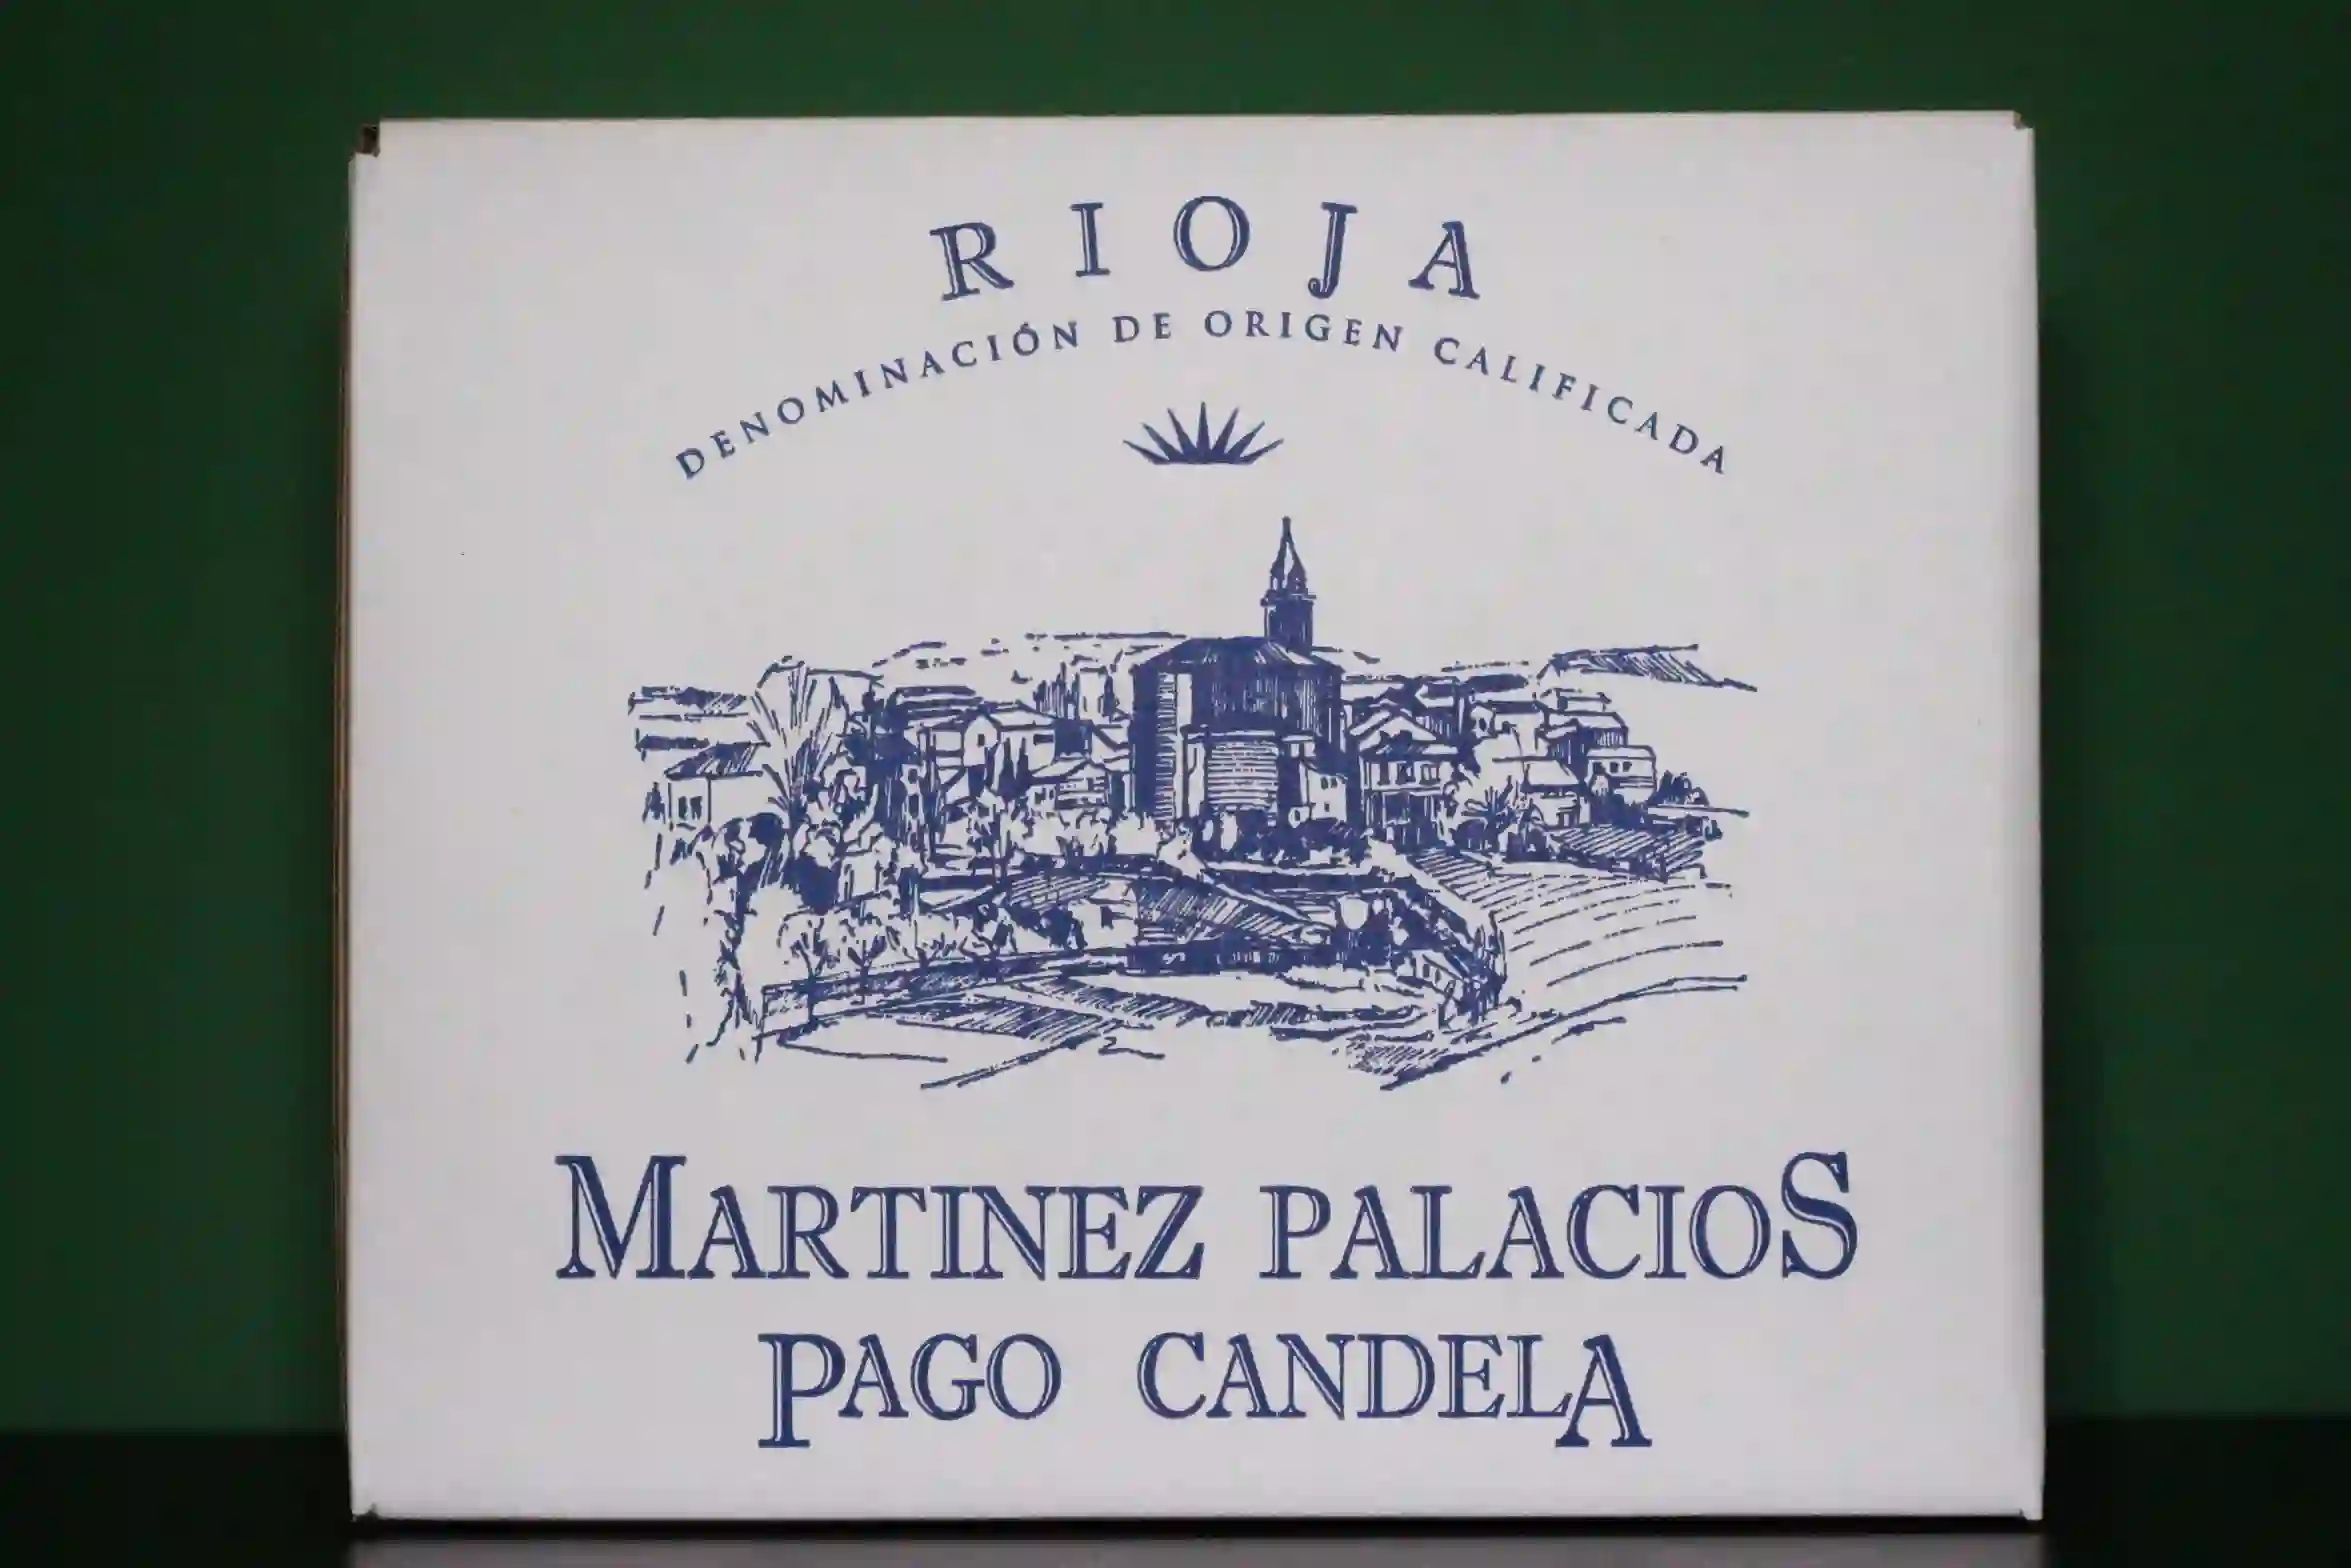 RIOJA
DENOMINACIÓN DE ORIGEN CALIFICADA
MARTINEZ PALACIOS
PAGO CANDELA